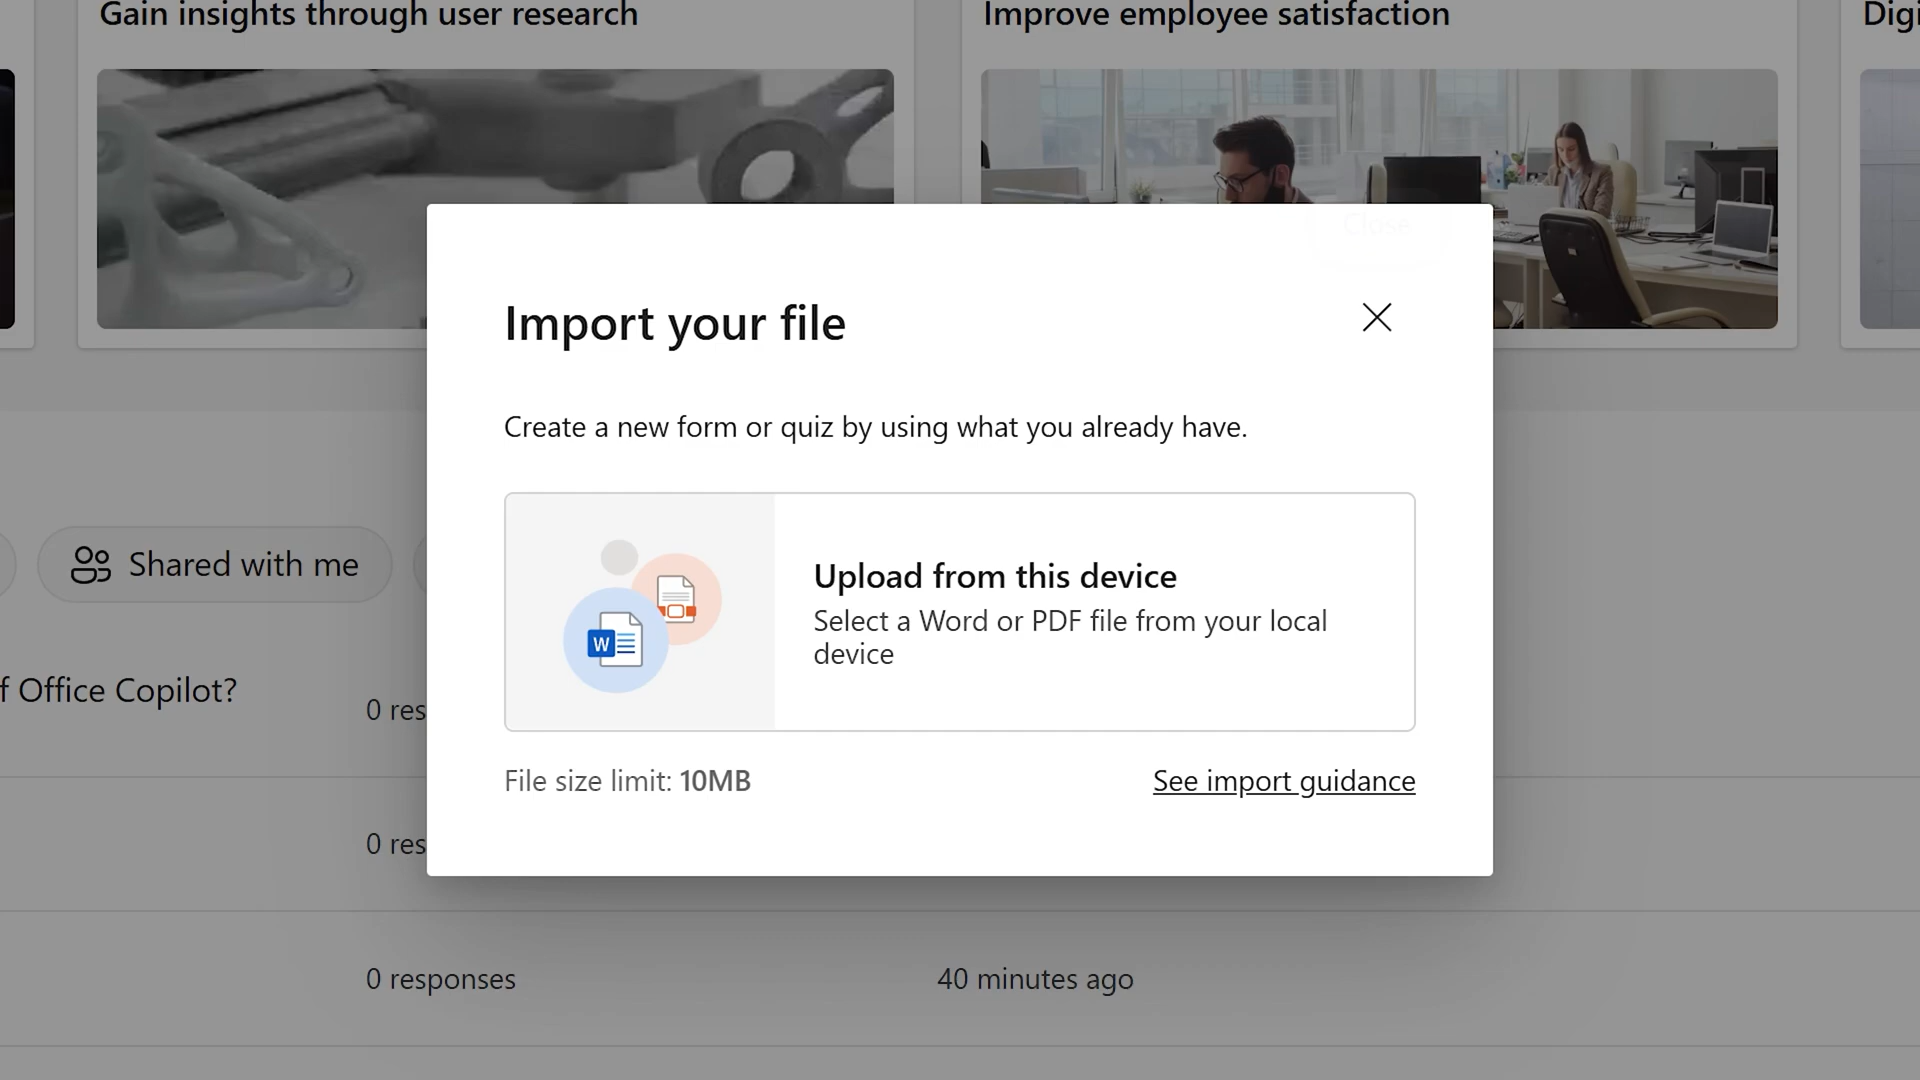 Gain insights through user research
Improve employee satisfaction
Digi
Close
Import your file
Create a new form or quiz by using what you already have.
Upload from this device
Select a Word or PDF file from your local
device
W
File size limit: 10MB
See import guidance
Shared with me
f Office Copilot?
0 res
0 res
0 responses
40 minutes ago